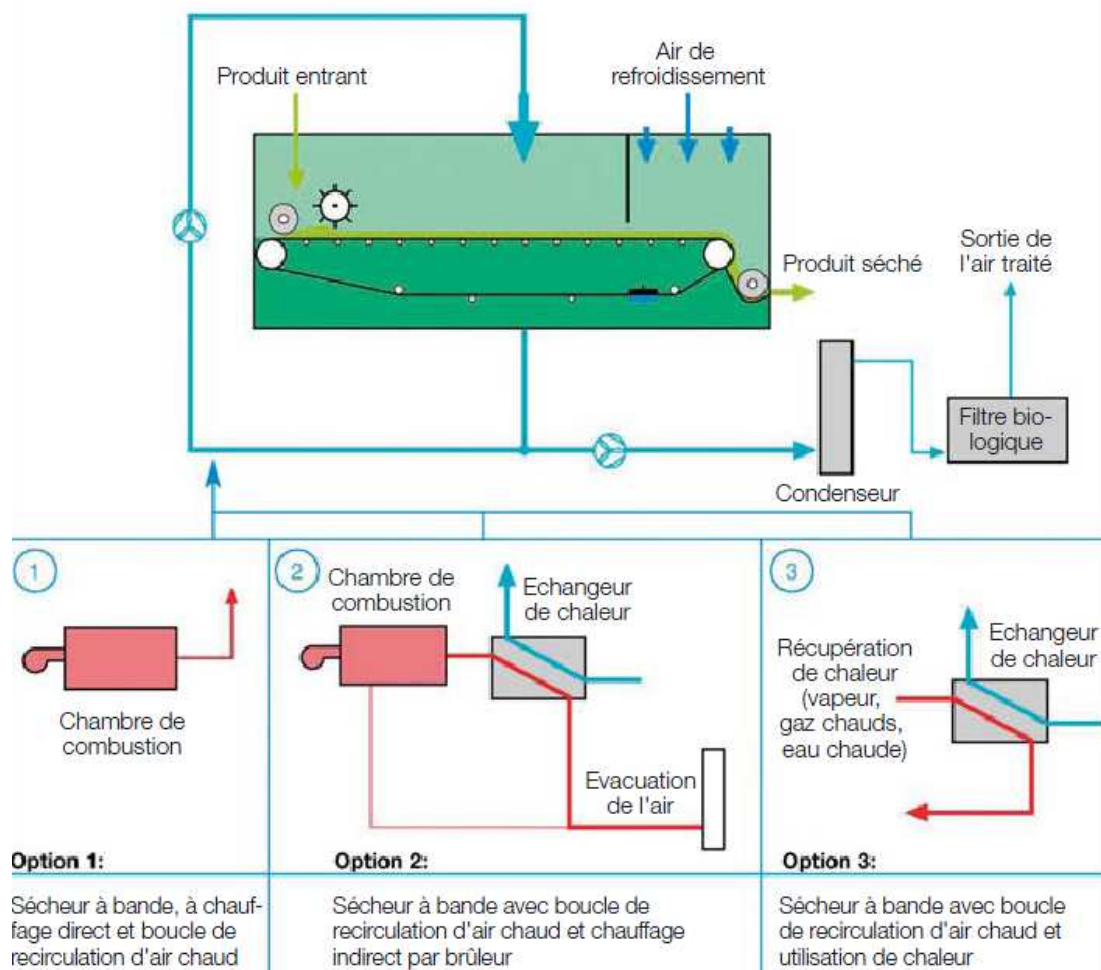 Produit entrant
Air de
refroidissement
Produit séché
Sortie de
l'air traité
Filtre bio-
logique
Condenseur
1
Chambre de
combustion
Option 1:
Sécheur à bande, à chauf-
fage direct et boucle de
recirculation d'air chaud
2
Chambre de
combustion
Echangeur
de chaleur
Evacuation
de l'air
Option 2:
Sécheur à bande avec boucle de
recirculation d'air chaud et chauffage
indirect par brûleur
3
Récupération
de chaleur
(vapeur,
gaz chauds,
eau chaude)
Echangeur
de chaleur
Option 3:
Sécheur à bande avec boucle
de recirculation d'air chaud et
utilisation de chaleur